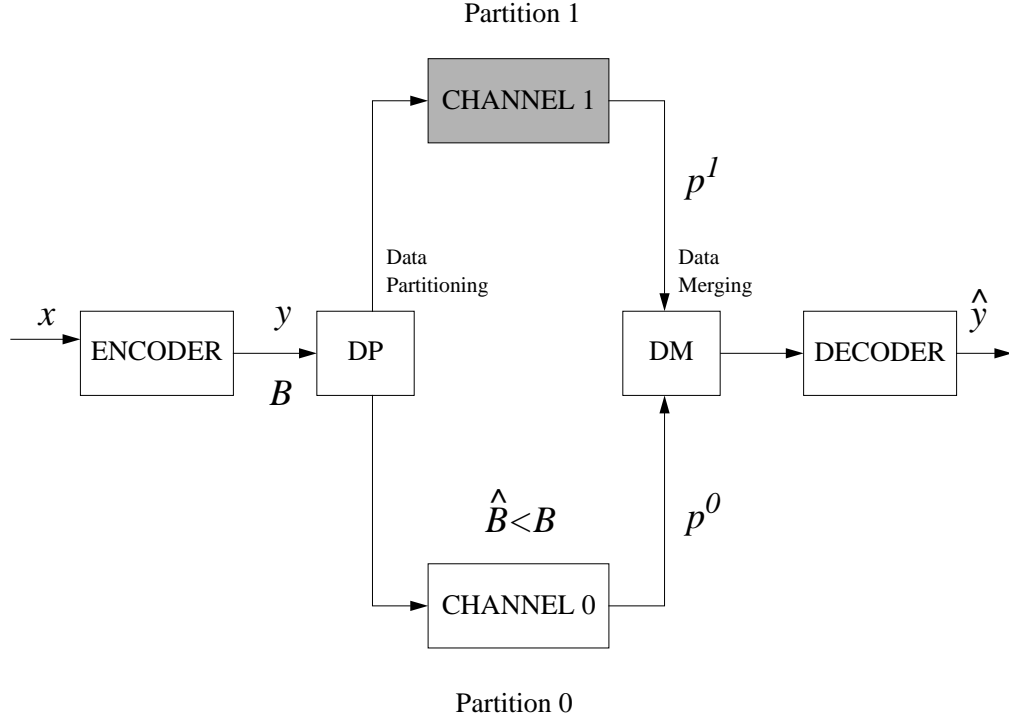 Partition 1
CHANNEL 1
p^1
Data
Partitioning
Data
Merging
x
ENCODER
y
B
DP
DM
DECODER
ŷ
B̂<B
p^0
CHANNEL 0
Partition 0